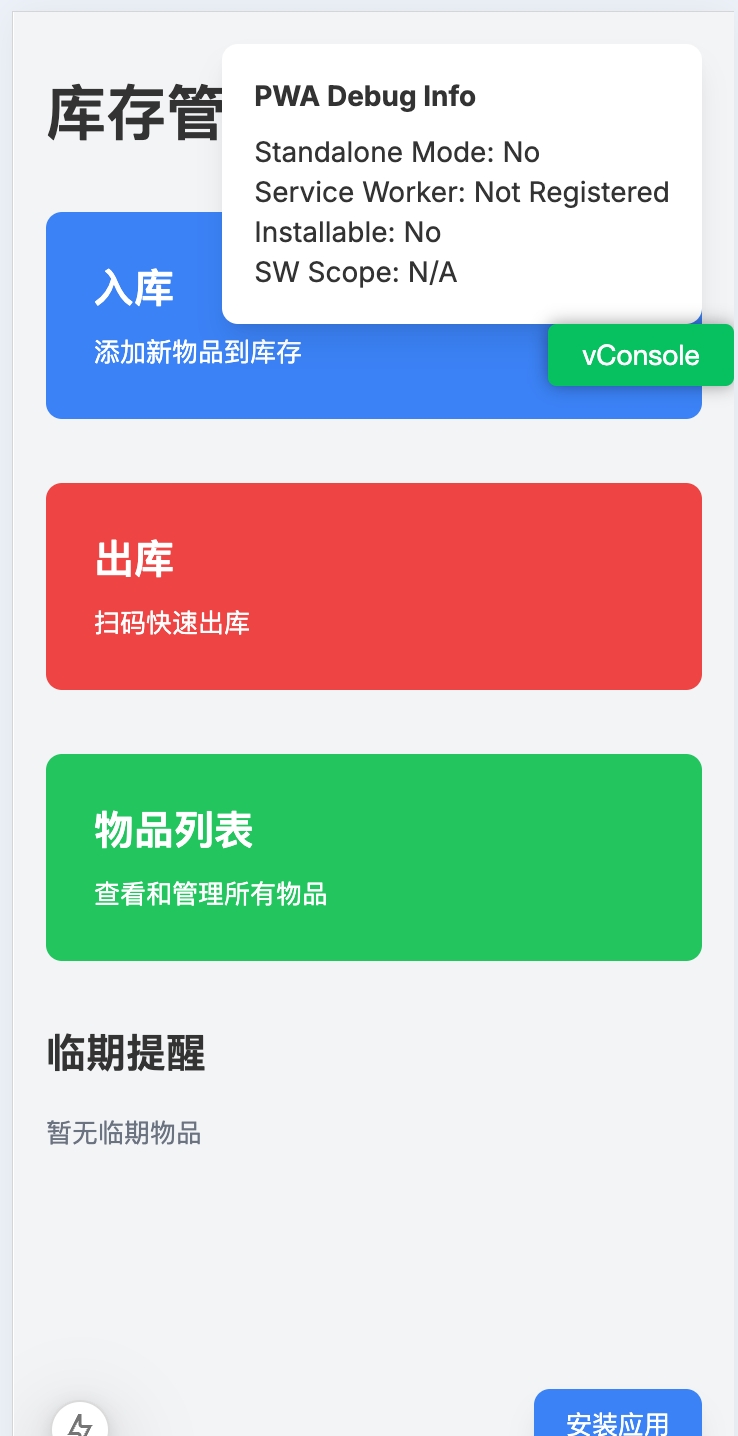 库存管
PWA Debug Info
Standalone Mode: No
Service Worker: Not Registered
Installable: No
SW Scope: N/A
入库
添加新物品到库存
vConsole
出库
扫码快速出库
物品列表
查看和管理所有物品
临期提醒
暂无临期物品
安装应用